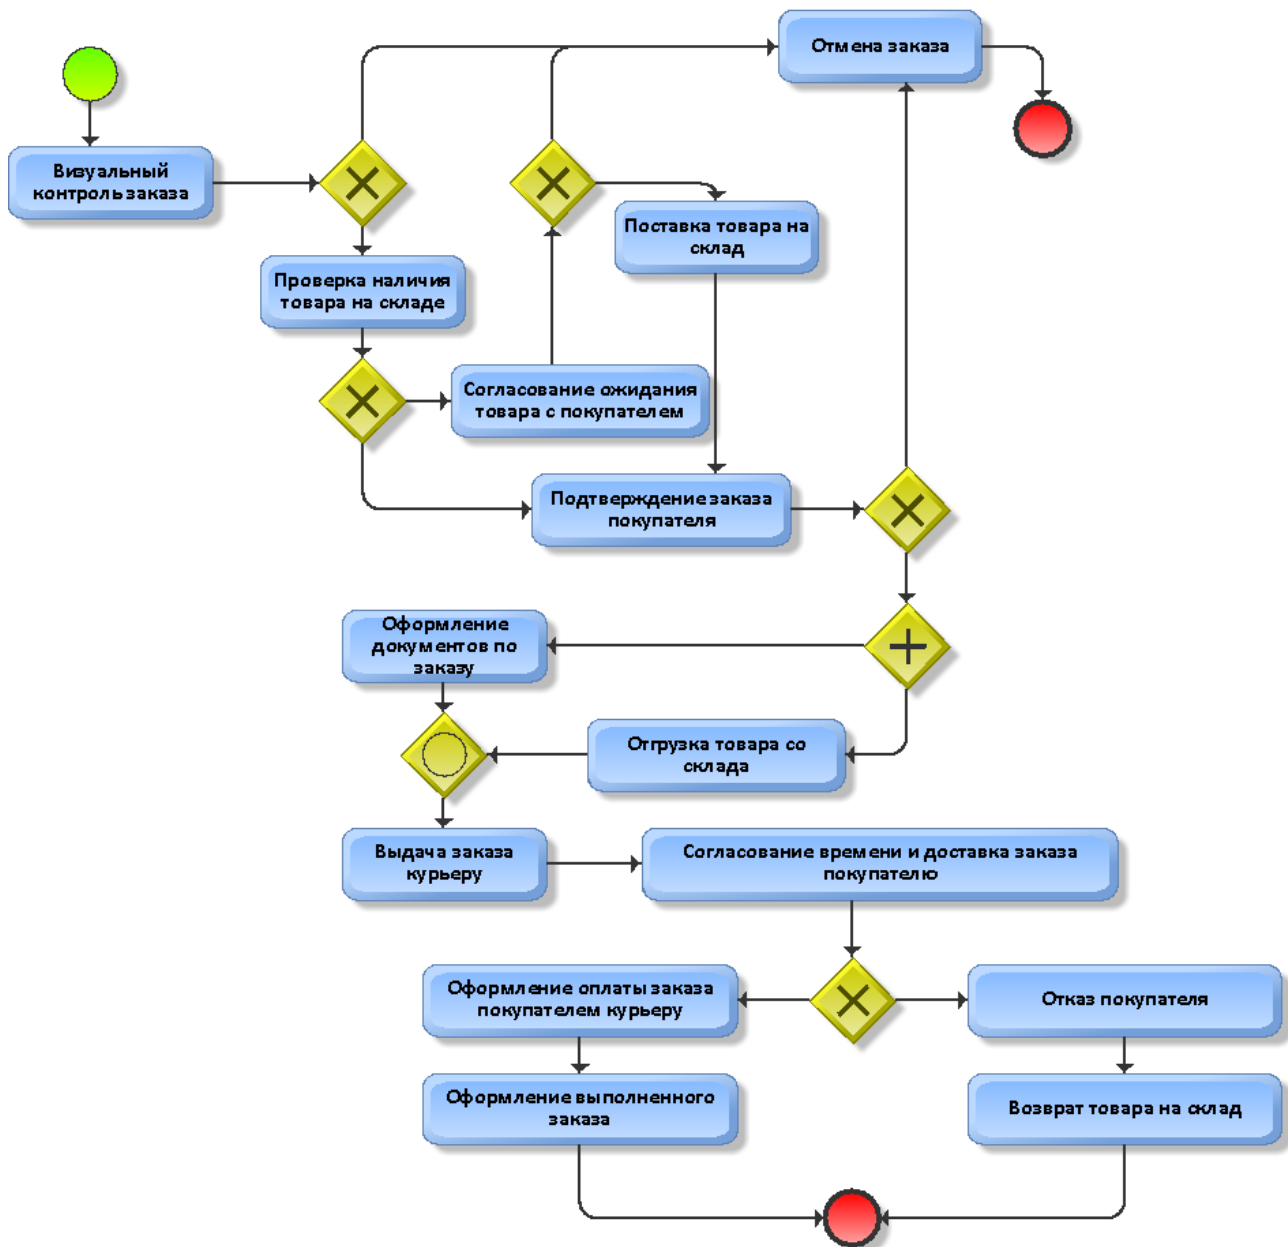 Отмена заказа
Визуальный
контроль заказа
Поставка товара на
склад
Проверка наличия
товара на складе
Согласование ожидания
товара с покупателем
Подтверждение заказа
покупателя
Оформление
документов по
заказу
Отгрузка товара со
склада
Выдача заказа
курьеру
Согласование времени и доставка заказа
покупателю
Оформление оплаты заказа
покупателем курьеру
Отказ покупателя
Оформление выполненного
заказа
Возврат товара на склад